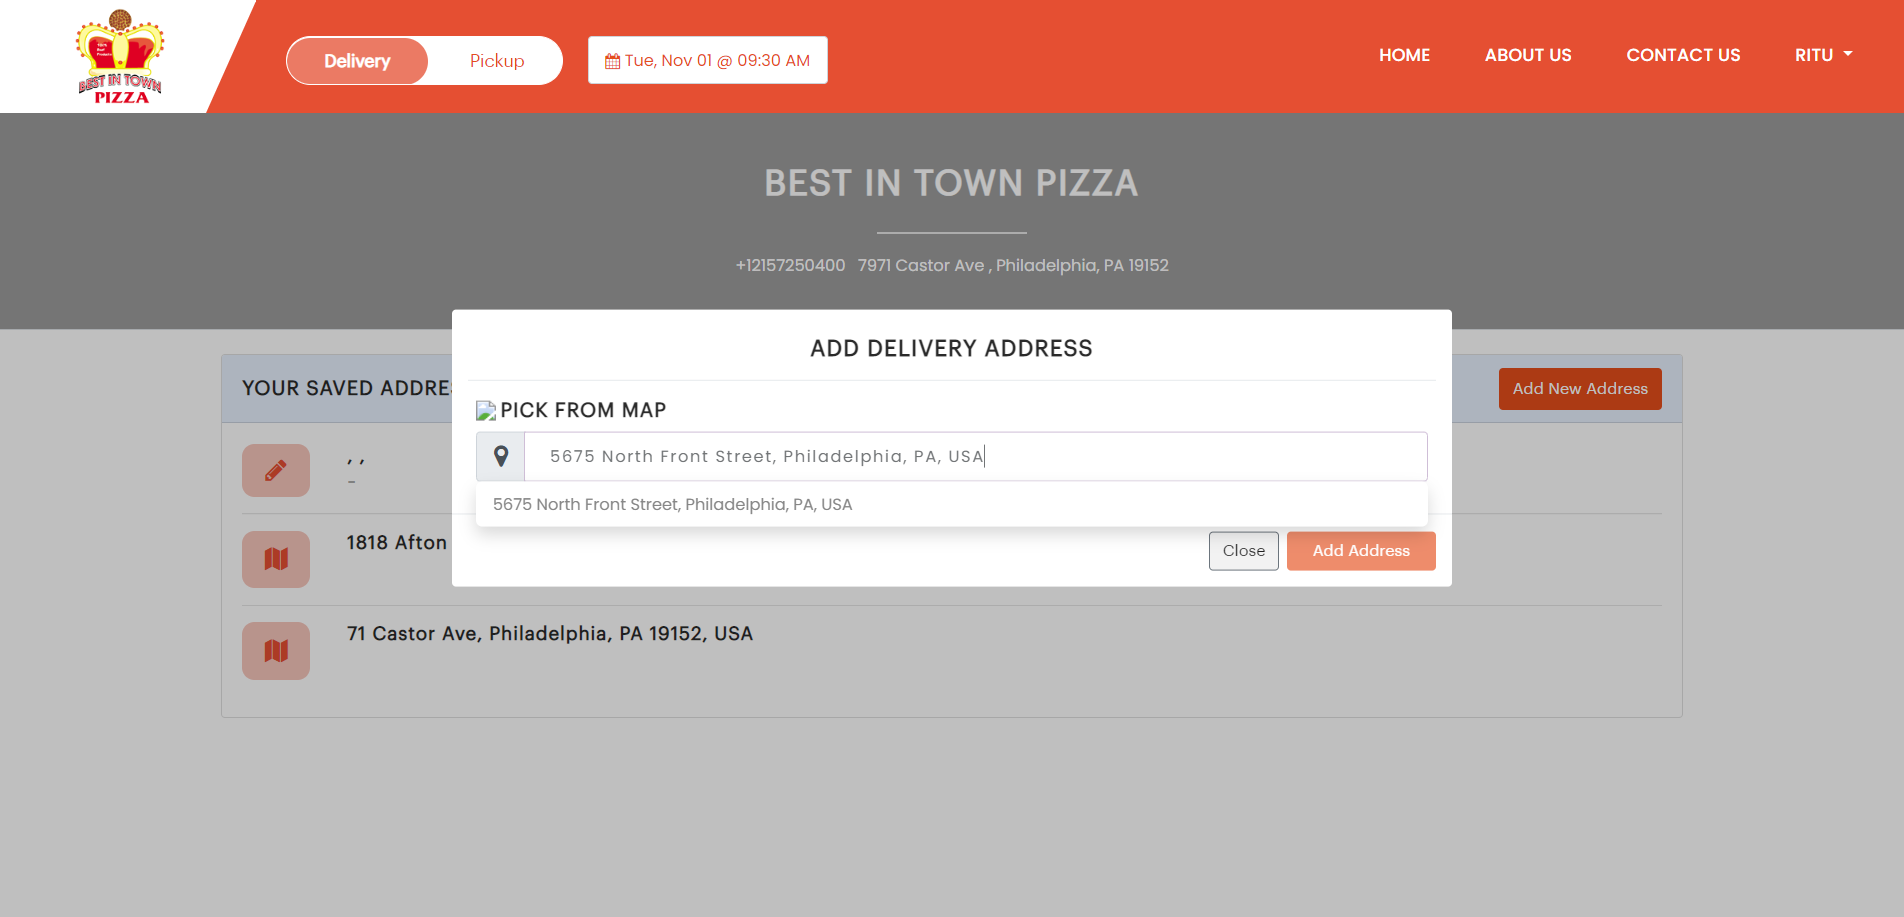 BEST IN TOWN
PIZZA
Delivery
Pickup
Tue, Nov 01 @ 09:30 AM
HOME
ABOUT US
CONTACT US
RITU
BEST IN TOWN PIZZA
+12157250400 7971 Castor Ave , Philadelphia, PA 19152
ADD DELIVERY ADDRESS
YOUR SAVED ADDRE
Add New Address
PICK FROM MAP
5675 North Front Street, Philadelphia, PA, USA
5675 North Front Street, Philadelphia, PA, USA
, ,
–
Close
Add Address
1818 Afton
71 Castor Ave, Philadelphia, PA 19152, USA